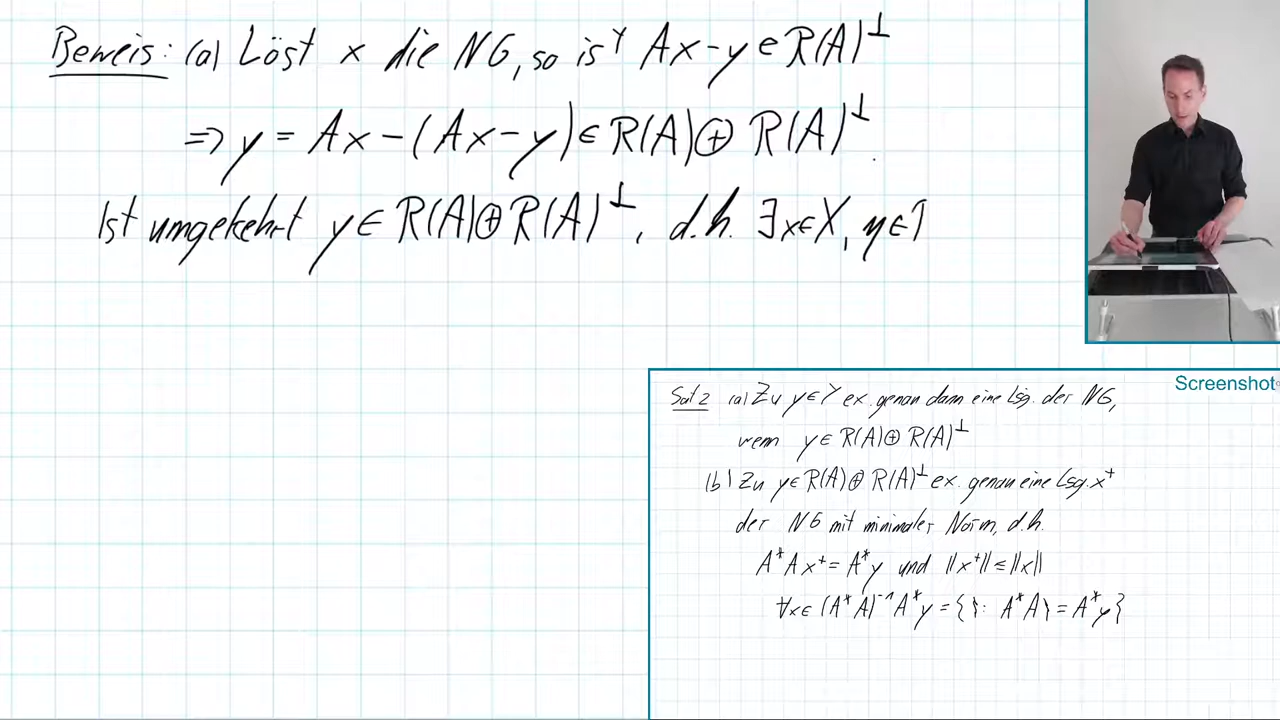 Beweis: (a) Löst x die NG, so ist Ax-y ∈ R(A)^⊥
⇒ y = Ax - (Ax-y) ∈ R(A) ⊕ R(A)^⊥.
Ist umgekehrt y ∈ R(A) ⊕ R(A)^⊥, d.h. ∃ x∈X,
Screenshot
Satz 2 (a) Zu y∈Y ex. genau dann eine Lsg. der NG,
wenn y ∈ R(A) ⊕ R(A)^⊥
(b) Zu y∈R(A) ⊕ R(A)^⊥ ex. genau eine Lsg. x^+
der NG mit minimaler Norm, d.h.
A*Ax^+ = A*y und ||x^+|| ≤ ||x||
∀x∈ (A*A)^{-1}A*y = {ξ: A*Aξ = A*y}